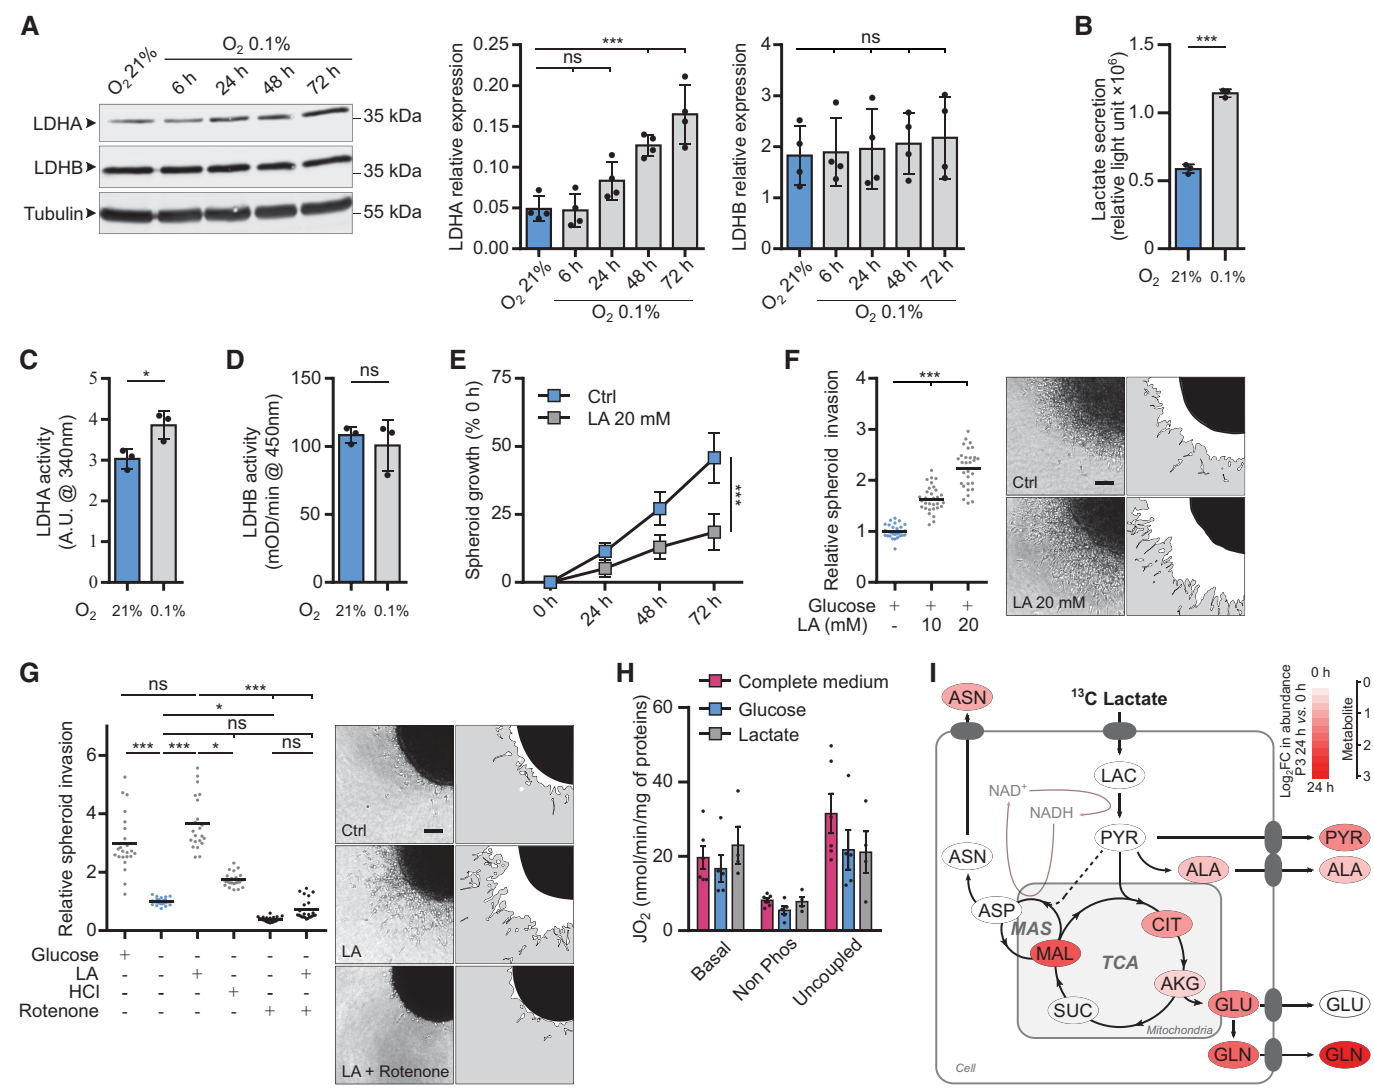 A
O₂ 21%
O₂ 0.1%
6 h
24 h
48 h
72 h
LDHA
35 kDa
LDHB
35 kDa
Tubulin
55 kDa
LDHA relative expression
0.25
0.20
0.15
0.10
0.05
0.00
***
ns
O₂ 21%
6 h
24 h
48 h
72 h
O₂ 0.1%
LDHB relative expression
4
3
2
1
0
ns
O₂ 21%
6 h
24 h
48 h
72 h
O₂ 0.1%
B
Lactate secretion
(relative light unit ×10⁶)
1.5
1.0
0.5
0
***
O₂ 21% 0.1%
C
LDHA activity
(A.U. @ 340nm)
5
4
3
2
1
0
*
O₂ 21% 0.1%
D
LDHB activity
(mOD/min @ 450nm)
150
100
50
0
ns
O₂ 21% 0.1%
E
Spheroid growth (% 0 h)
75
50
25
0
Ctrl
LA 20 mM
***
0 h
24 h
48 h
72 h
F
Relative spheroid invasion
4
3
2
1
0
***
Glucose + + +
LA (mM) - 10 20
Ctrl
LA 20 mM
G
Relative spheroid invasion
6
4
2
0
ns
***
*
ns
*** *** * ns
Glucose + - - - - -
LA - - + - - +
HCl - - - + - -
Rotenone - - - - + +
Ctrl
LA
LA + Rotenone
H
JO₂ (nmol/min/mg of proteins)
60
40
20
0
Complete medium
Glucose
Lactate
Basal
Non Phos
Uncoupled
I
ASN
¹³C Lactate
LAC
NAD⁺
NADH
PYR
PYR
ASN
ALA
ALA
ASP
MAS
CIT
MAL
TCA
AKG
SUC
GLU
GLU
Mitochondria
GLN
GLN
Cell
Log₂FC in abundance
P3 24 h vs. 0 h
0 h
24 h
Metabolite
0
1
2
3